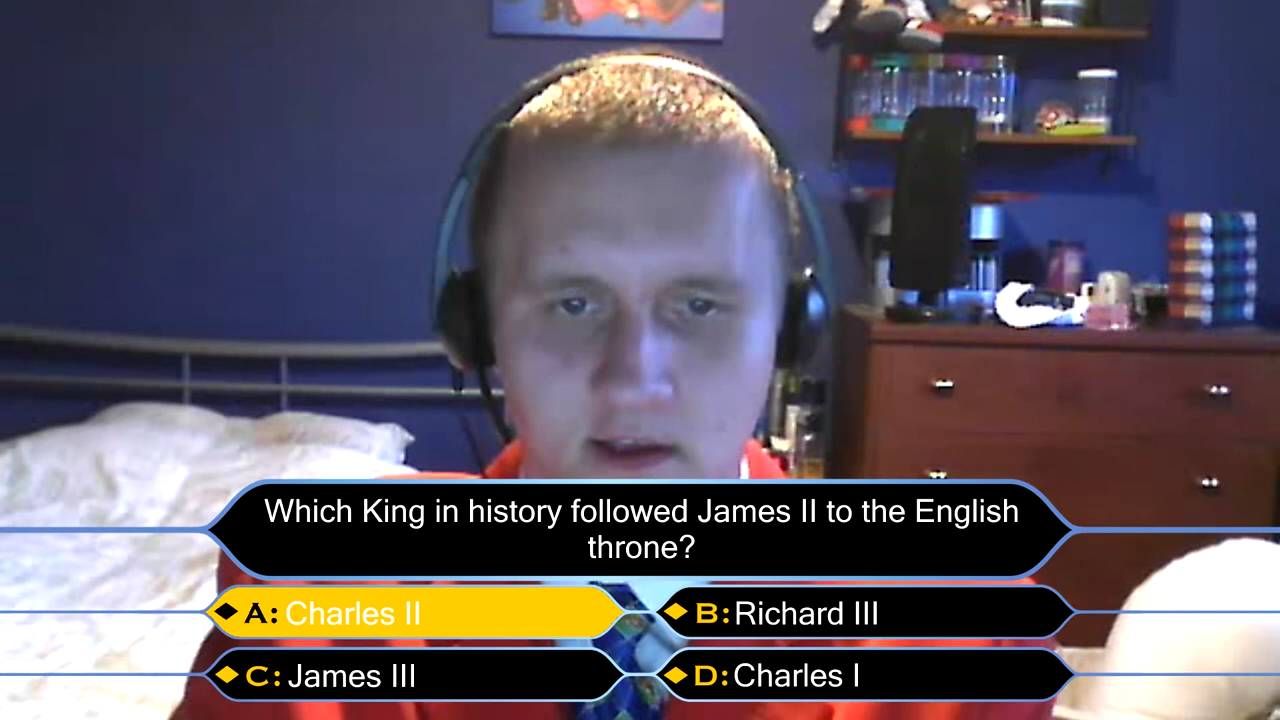 Which King in history followed James II to the English
throne?
A: Charles II
B: Richard III
C: James III
D: Charles I